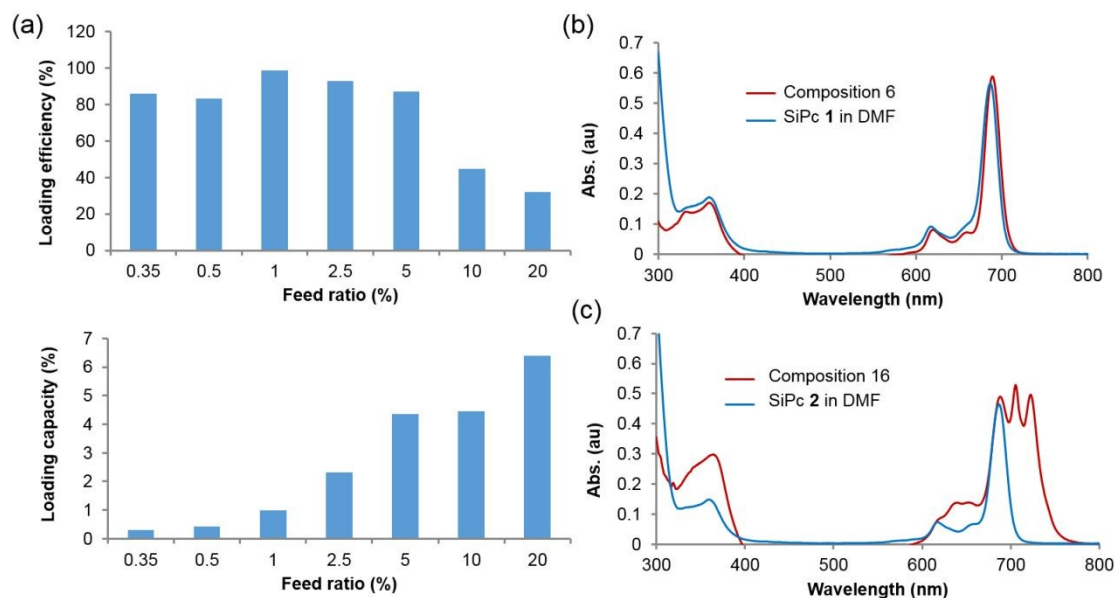 (a)
120
100
80
60
40
20
0
Loading efficiency (%)
0.35 0.5 1 2.5 5 10 20
Feed ratio (%)
7
6
5
4
3
2
1
0
Loading capacity (%)
0.35 0.5 1 2.5 5 10 20
Feed ratio (%)
(b)
0.7
0.6
0.5
0.4
0.3
0.2
0.1
0
Abs. (au)
Composition 6
SiPc 1 in DMF
300 400 500 600 700 800
Wavelength (nm)
(c)
0.7
0.6
0.5
0.4
0.3
0.2
0.1
0
Abs. (au)
Composition 16
SiPc 2 in DMF
300 400 500 600 700 800
Wavelength (nm)